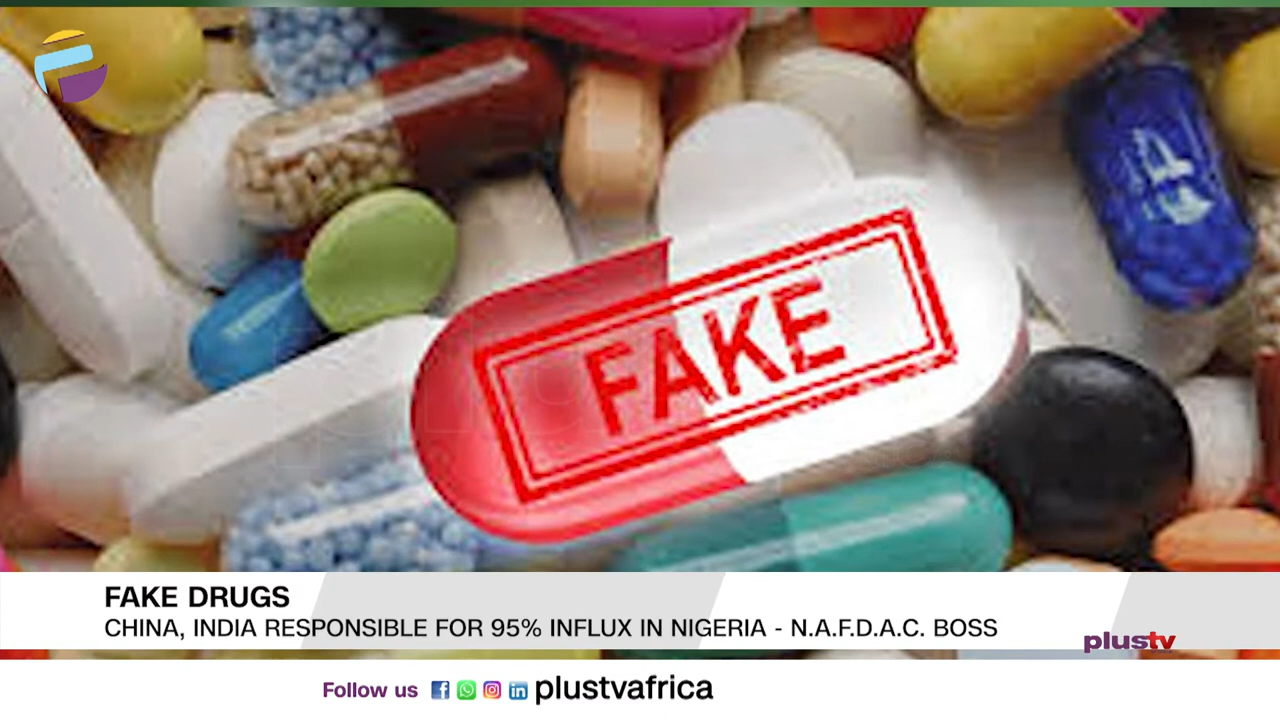 FAKE
FAKE DRUGS
CHINA, INDIA RESPONSIBLE FOR 95% INFLUX IN NIGERIA - N.A.F.D.A.C. BOSS
plustv
Follow us plustvafrica